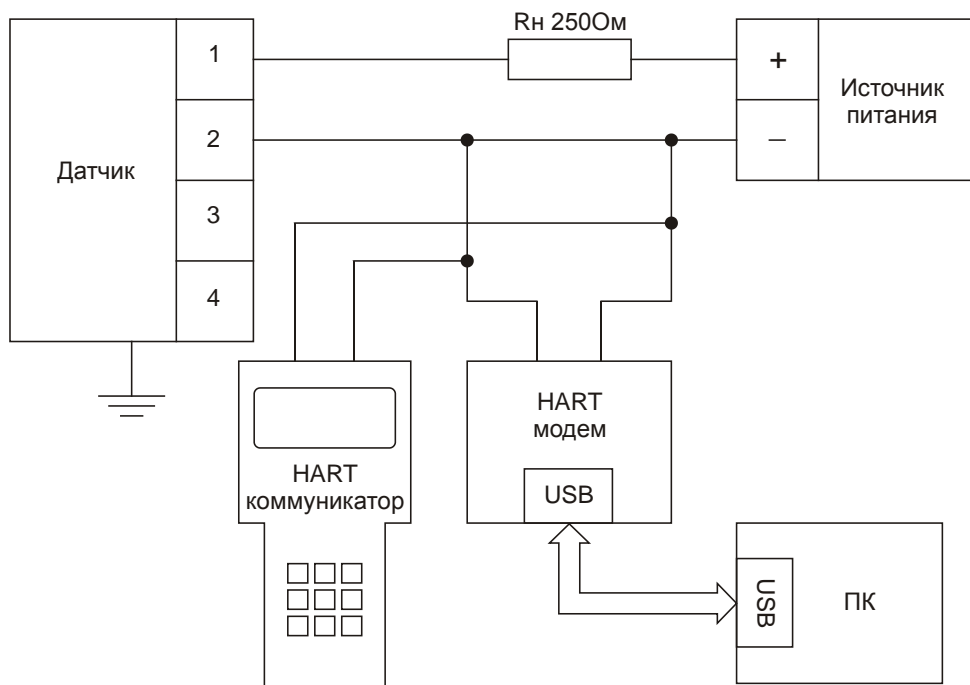 Rн 250Ом
1
+
Источник
питания
2
–
Датчик
3
4
HART
модем
HART
коммуникатор
USB
USB
ПК